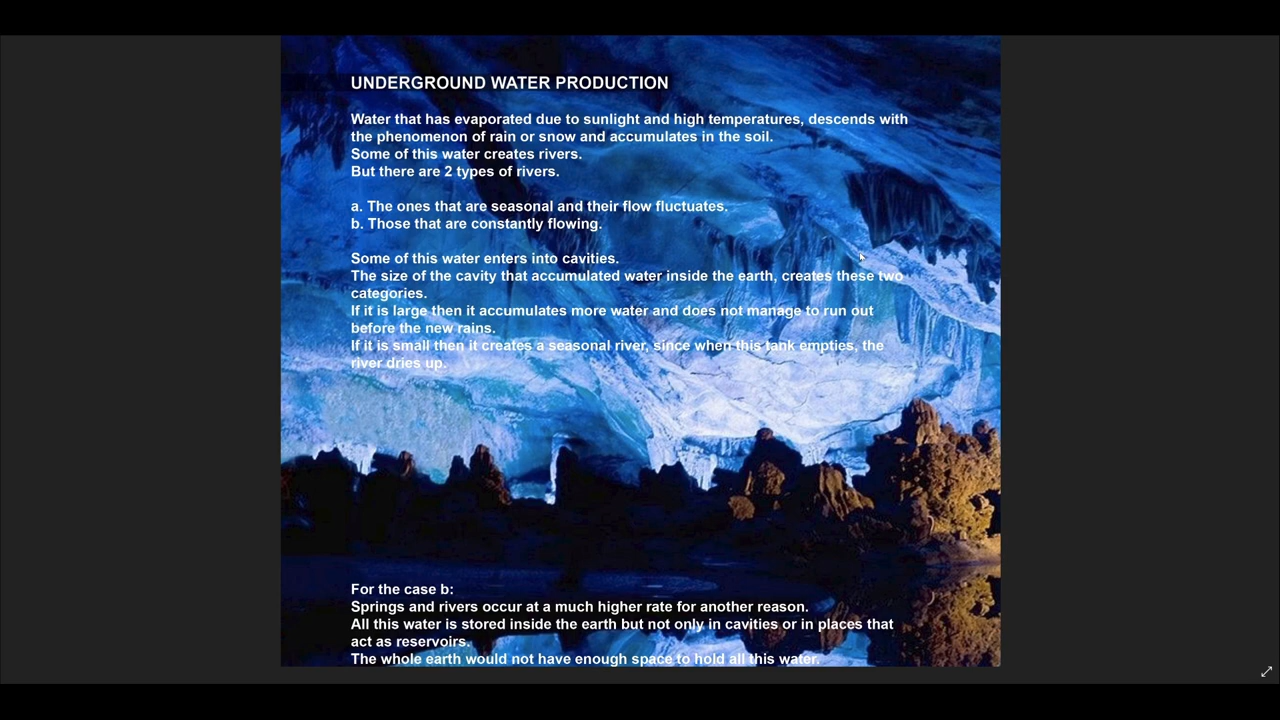 UNDERGROUND WATER PRODUCTION
Water that has evaporated due to sunlight and high temperatures, descends with
the phenomenon of rain or snow and accumulates in the soil.
Some of this water creates rivers.
But there are 2 types of rivers.
a. The ones that are seasonal and their flow fluctuates.
b. Those that are constantly flowing.
Some of this water enters into cavities.
The size of the cavity that accumulated water inside the earth, creates these two
categories.
If it is large then it accumulates more water and does not manage to run out
before the new rains.
If it is small then it creates a seasonal river, since when this tank empties, the
river dries up.
For the case b:
Springs and rivers occur at a much higher rate for another reason.
All this water is stored inside the earth but not only in cavities or in places that
act as reservoirs.
The whole earth would not have enough space to hold all this water.